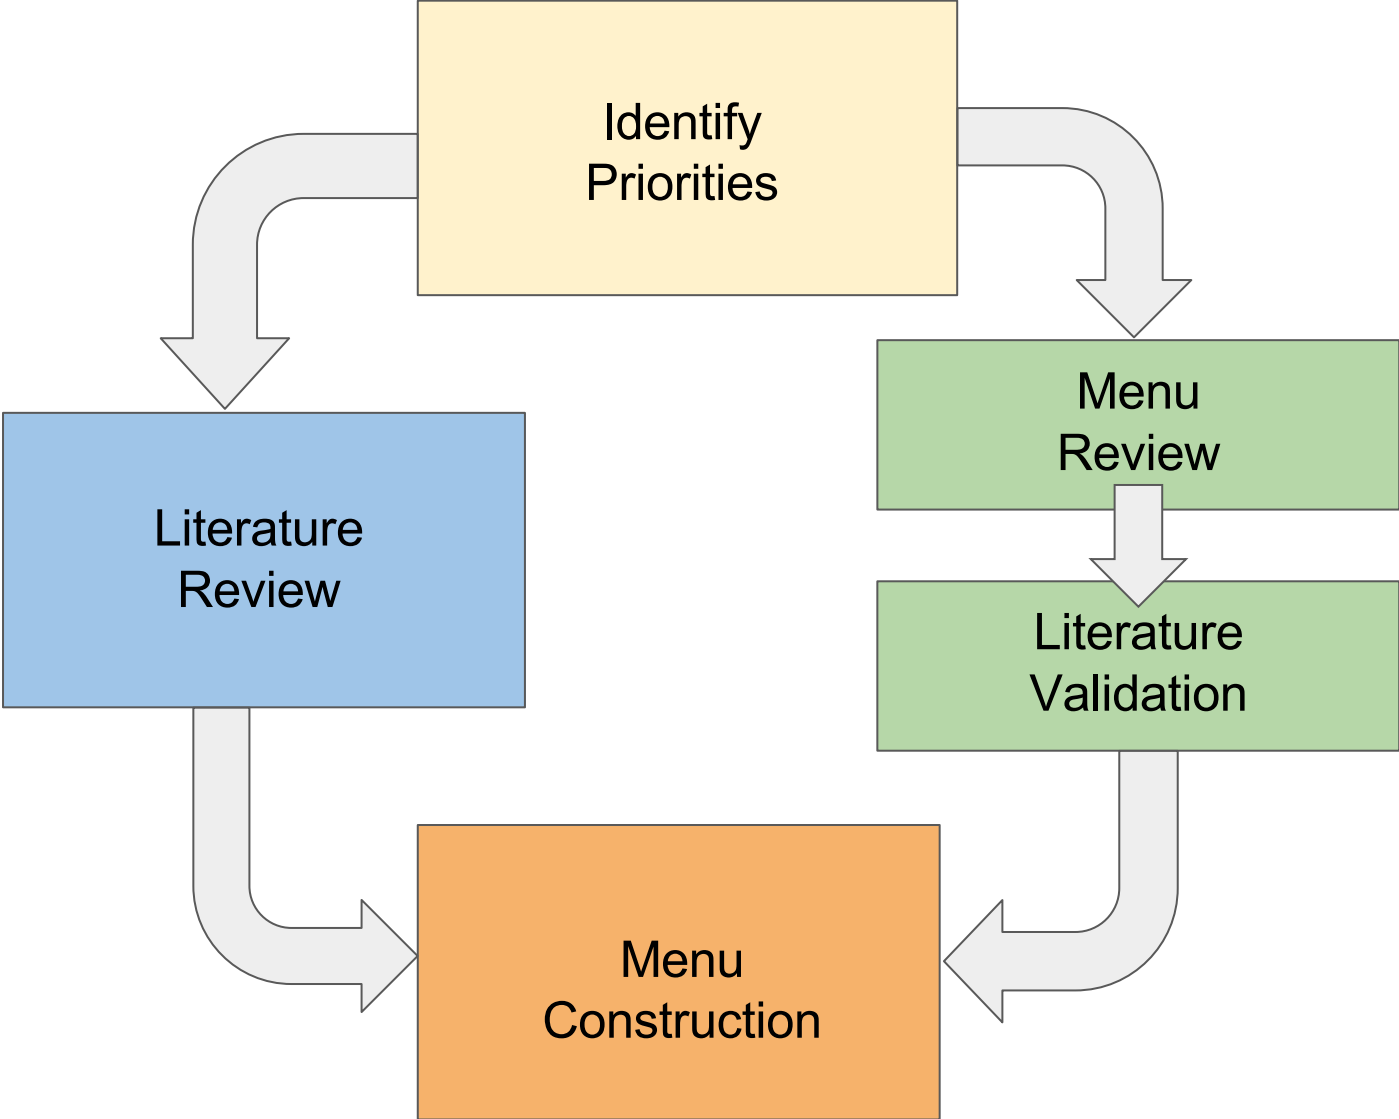 Identify
Priorities
Literature
Review
Menu
Review
Literature
Validation
Menu
Construction